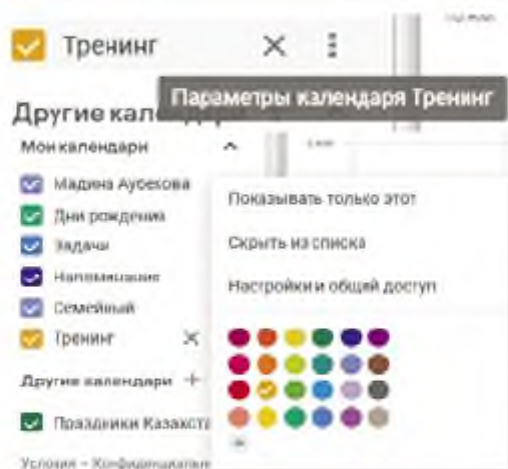 Тренинг
Параметры календаря Тренинг
Другие кал
Мои календари
Мадина Аубекова
Дни рождения
Задачи
Напоминания
Семейный
Тренинг
Другие календари +
Праздники Казахста
Условия – Конфиденциальн
Показывать только этот
Скрыть из списка
Настройки и общий доступ